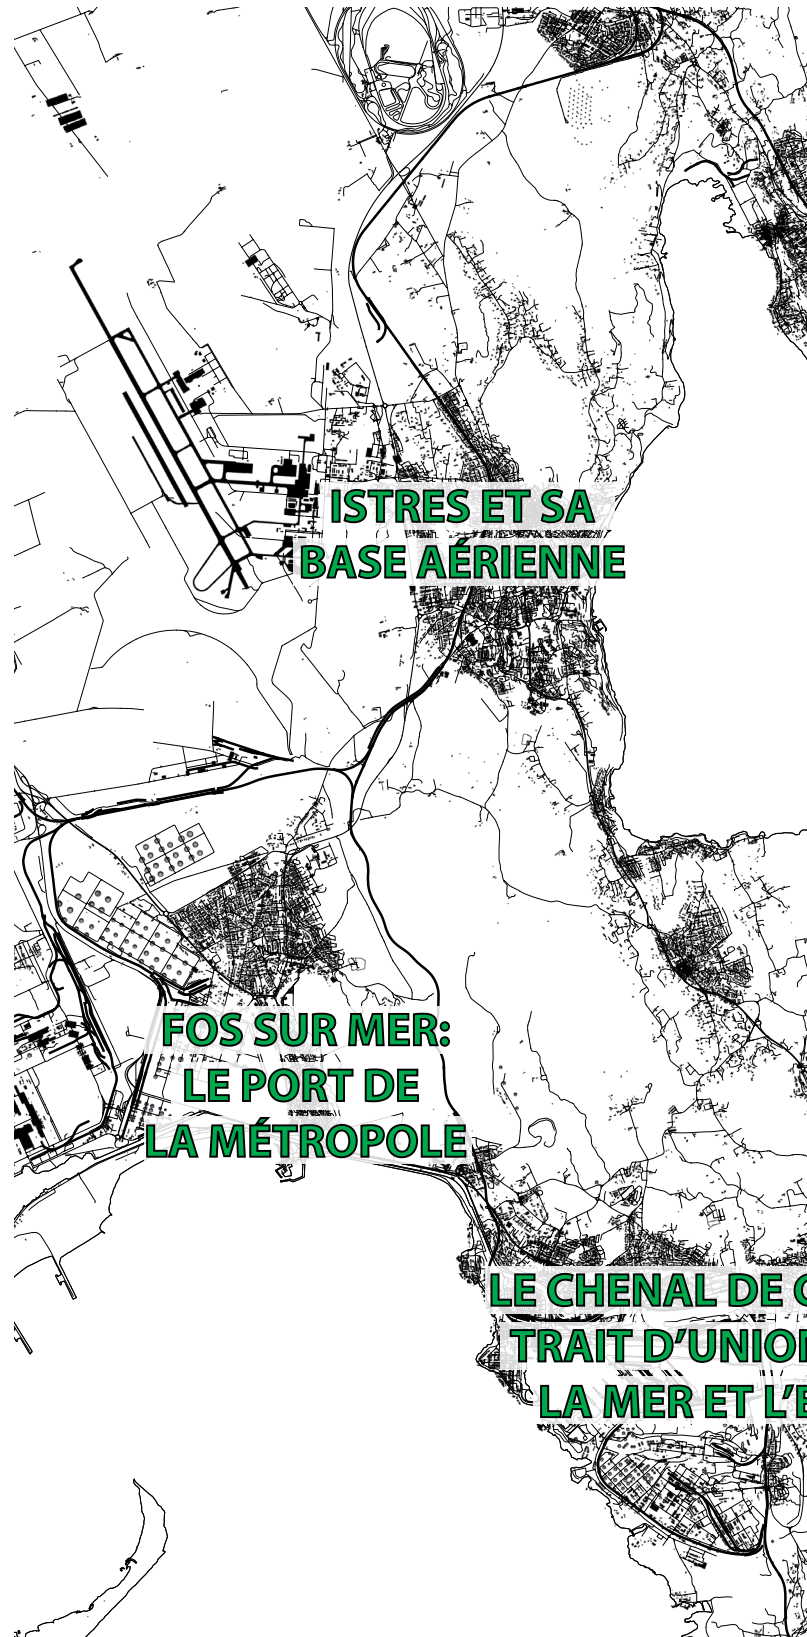 ISTRES ET SA
BASE AÉRIENNE
FOS SUR MER:
LE PORT DE
LA MÉTROPOLE
LE CHENAL DE
TRAIT D’UNION
LA MER ET